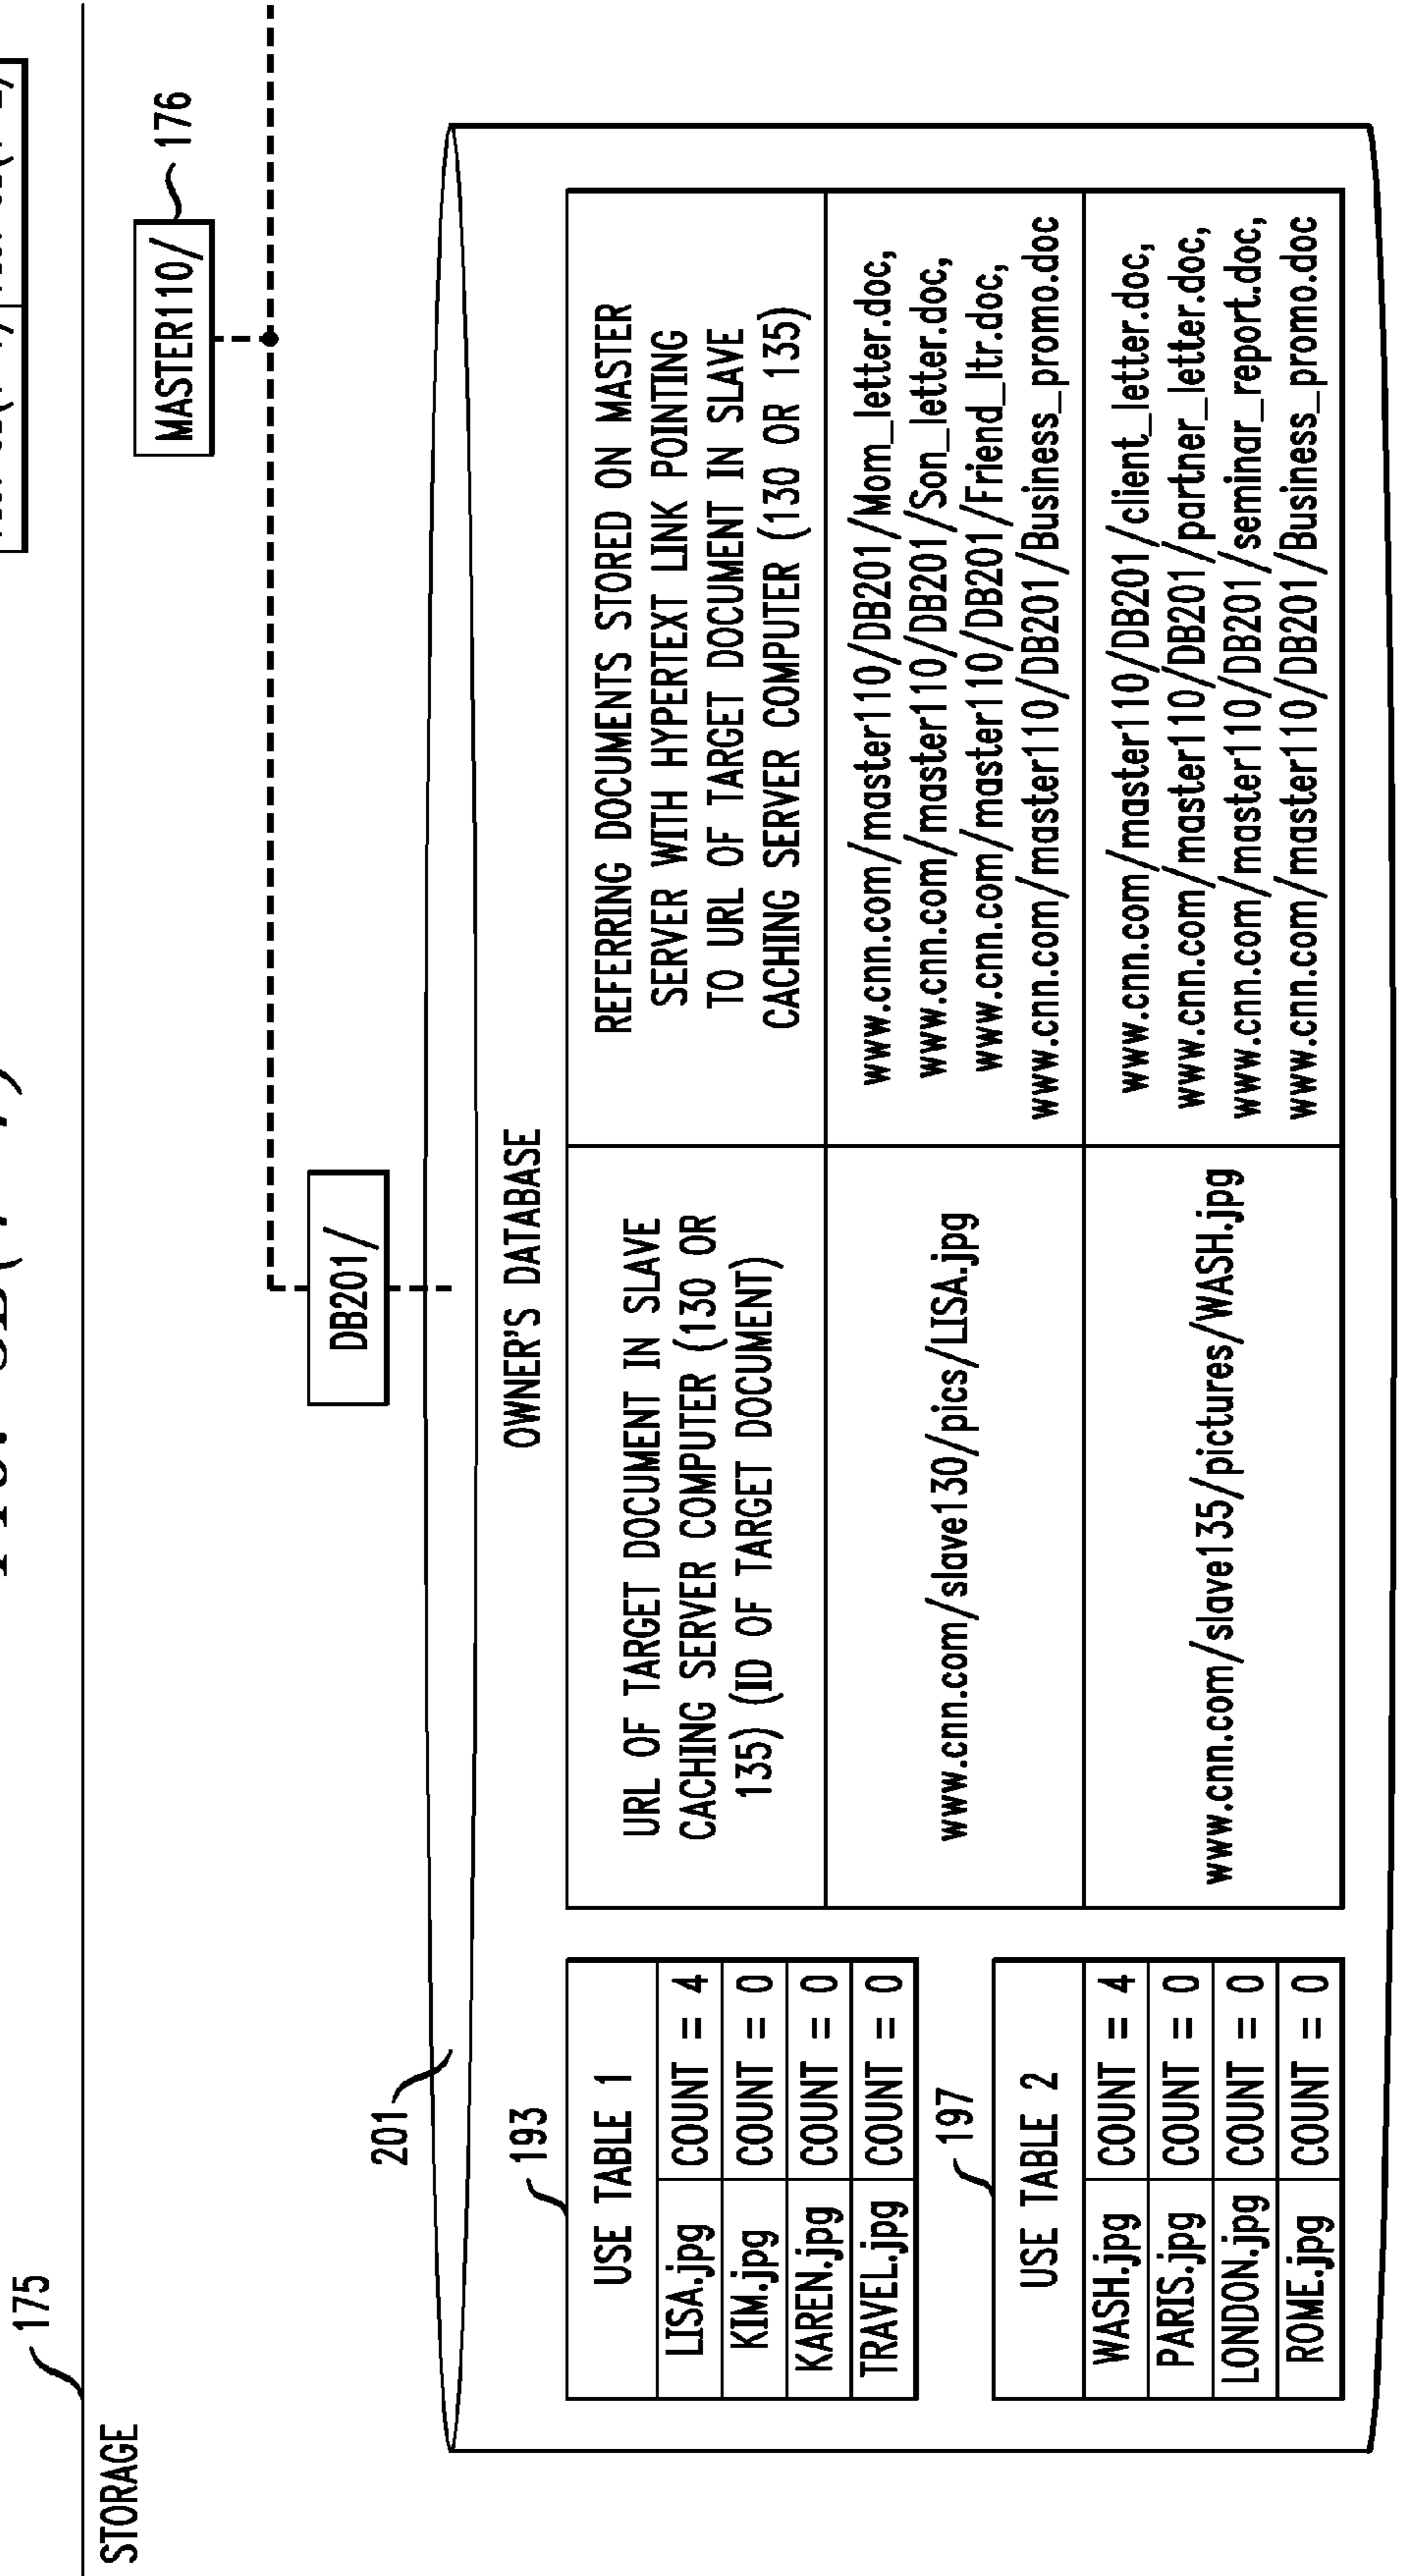 175
STORAGE
MASTER110/
176
DB201/
201
OWNER'S DATABASE
193
USE TABLE 1
LISA.jpg COUNT = 4
KIM.jpg COUNT = 0
KAREN.jpg COUNT = 0
TRAVEL.jpg COUNT = 0
197
USE TABLE 2
WASH.jpg COUNT = 4
PARIS.jpg COUNT = 0
LONDON.jpg COUNT = 0
ROME.jpg COUNT = 0
URL OF TARGET DOCUMENT IN SLAVE
CACHING SERVER COMPUTER (130 OR
135) (ID OF TARGET DOCUMENT)
REFERRING DOCUMENTS STORED ON MASTER
SERVER WITH HYPERTEXT LINK POINTING
TO URL OF TARGET DOCUMENT IN SLAVE
CACHING SERVER COMPUTER (130 OR 135)
www.cnn.com/slave130/pics/LISA.jpg
www.cnn.com/master110/DB201/Mom_letter.doc,
www.cnn.com/master110/DB201/Son_letter.doc,
www.cnn.com/master110/DB201/Friend_ltr.doc,
www.cnn.com/master110/DB201/Business_promo.doc
www.cnn.com/slave135/pictures/WASH.jpg
www.cnn.com/master110/DB201/client_letter.doc,
www.cnn.com/master110/DB201/partner_letter.doc,
www.cnn.com/master110/DB201/seminar_report.doc,
www.cnn.com/master110/DB201/Business_promo.doc